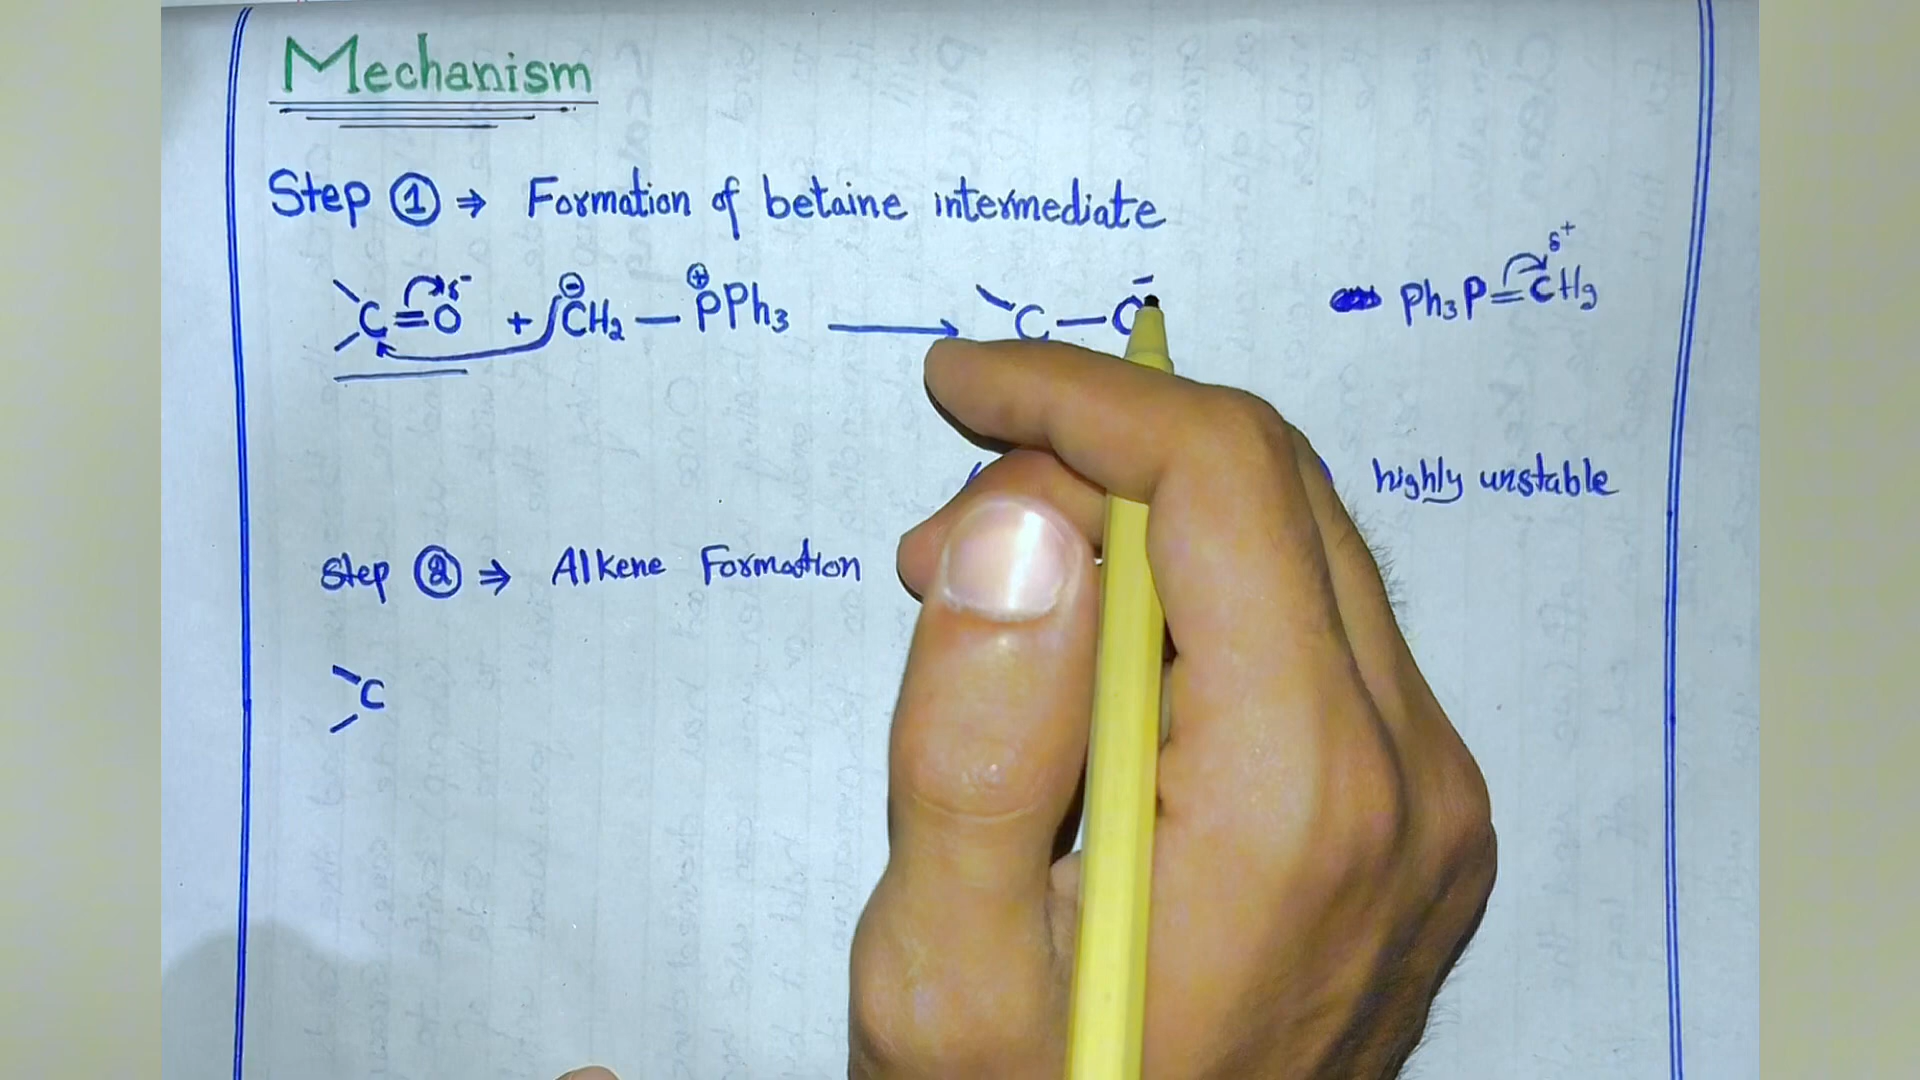 Mechanism
Step ① ⇒ Formation of betaine intermediate
C=O δ- + ⊖CH₂—⊕PPh₃ ⟶ C—O⁻
Ph₃P=CH₂ δ+
highly unstable
Step ② ⇒ Alkene Formation
C